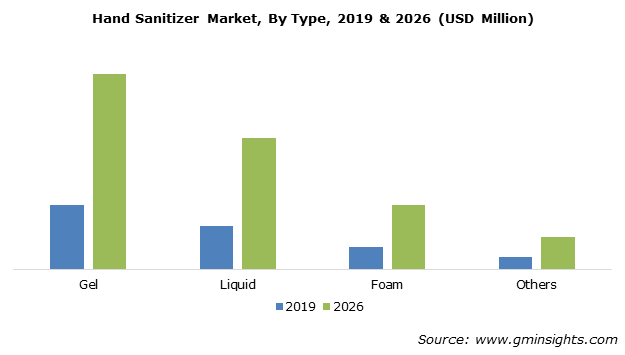 Hand Sanitizer Market, By Type, 2019 & 2026 (USD Million)
Gel Liquid Foam Others
2019 2026
Source: www.gminsights.com